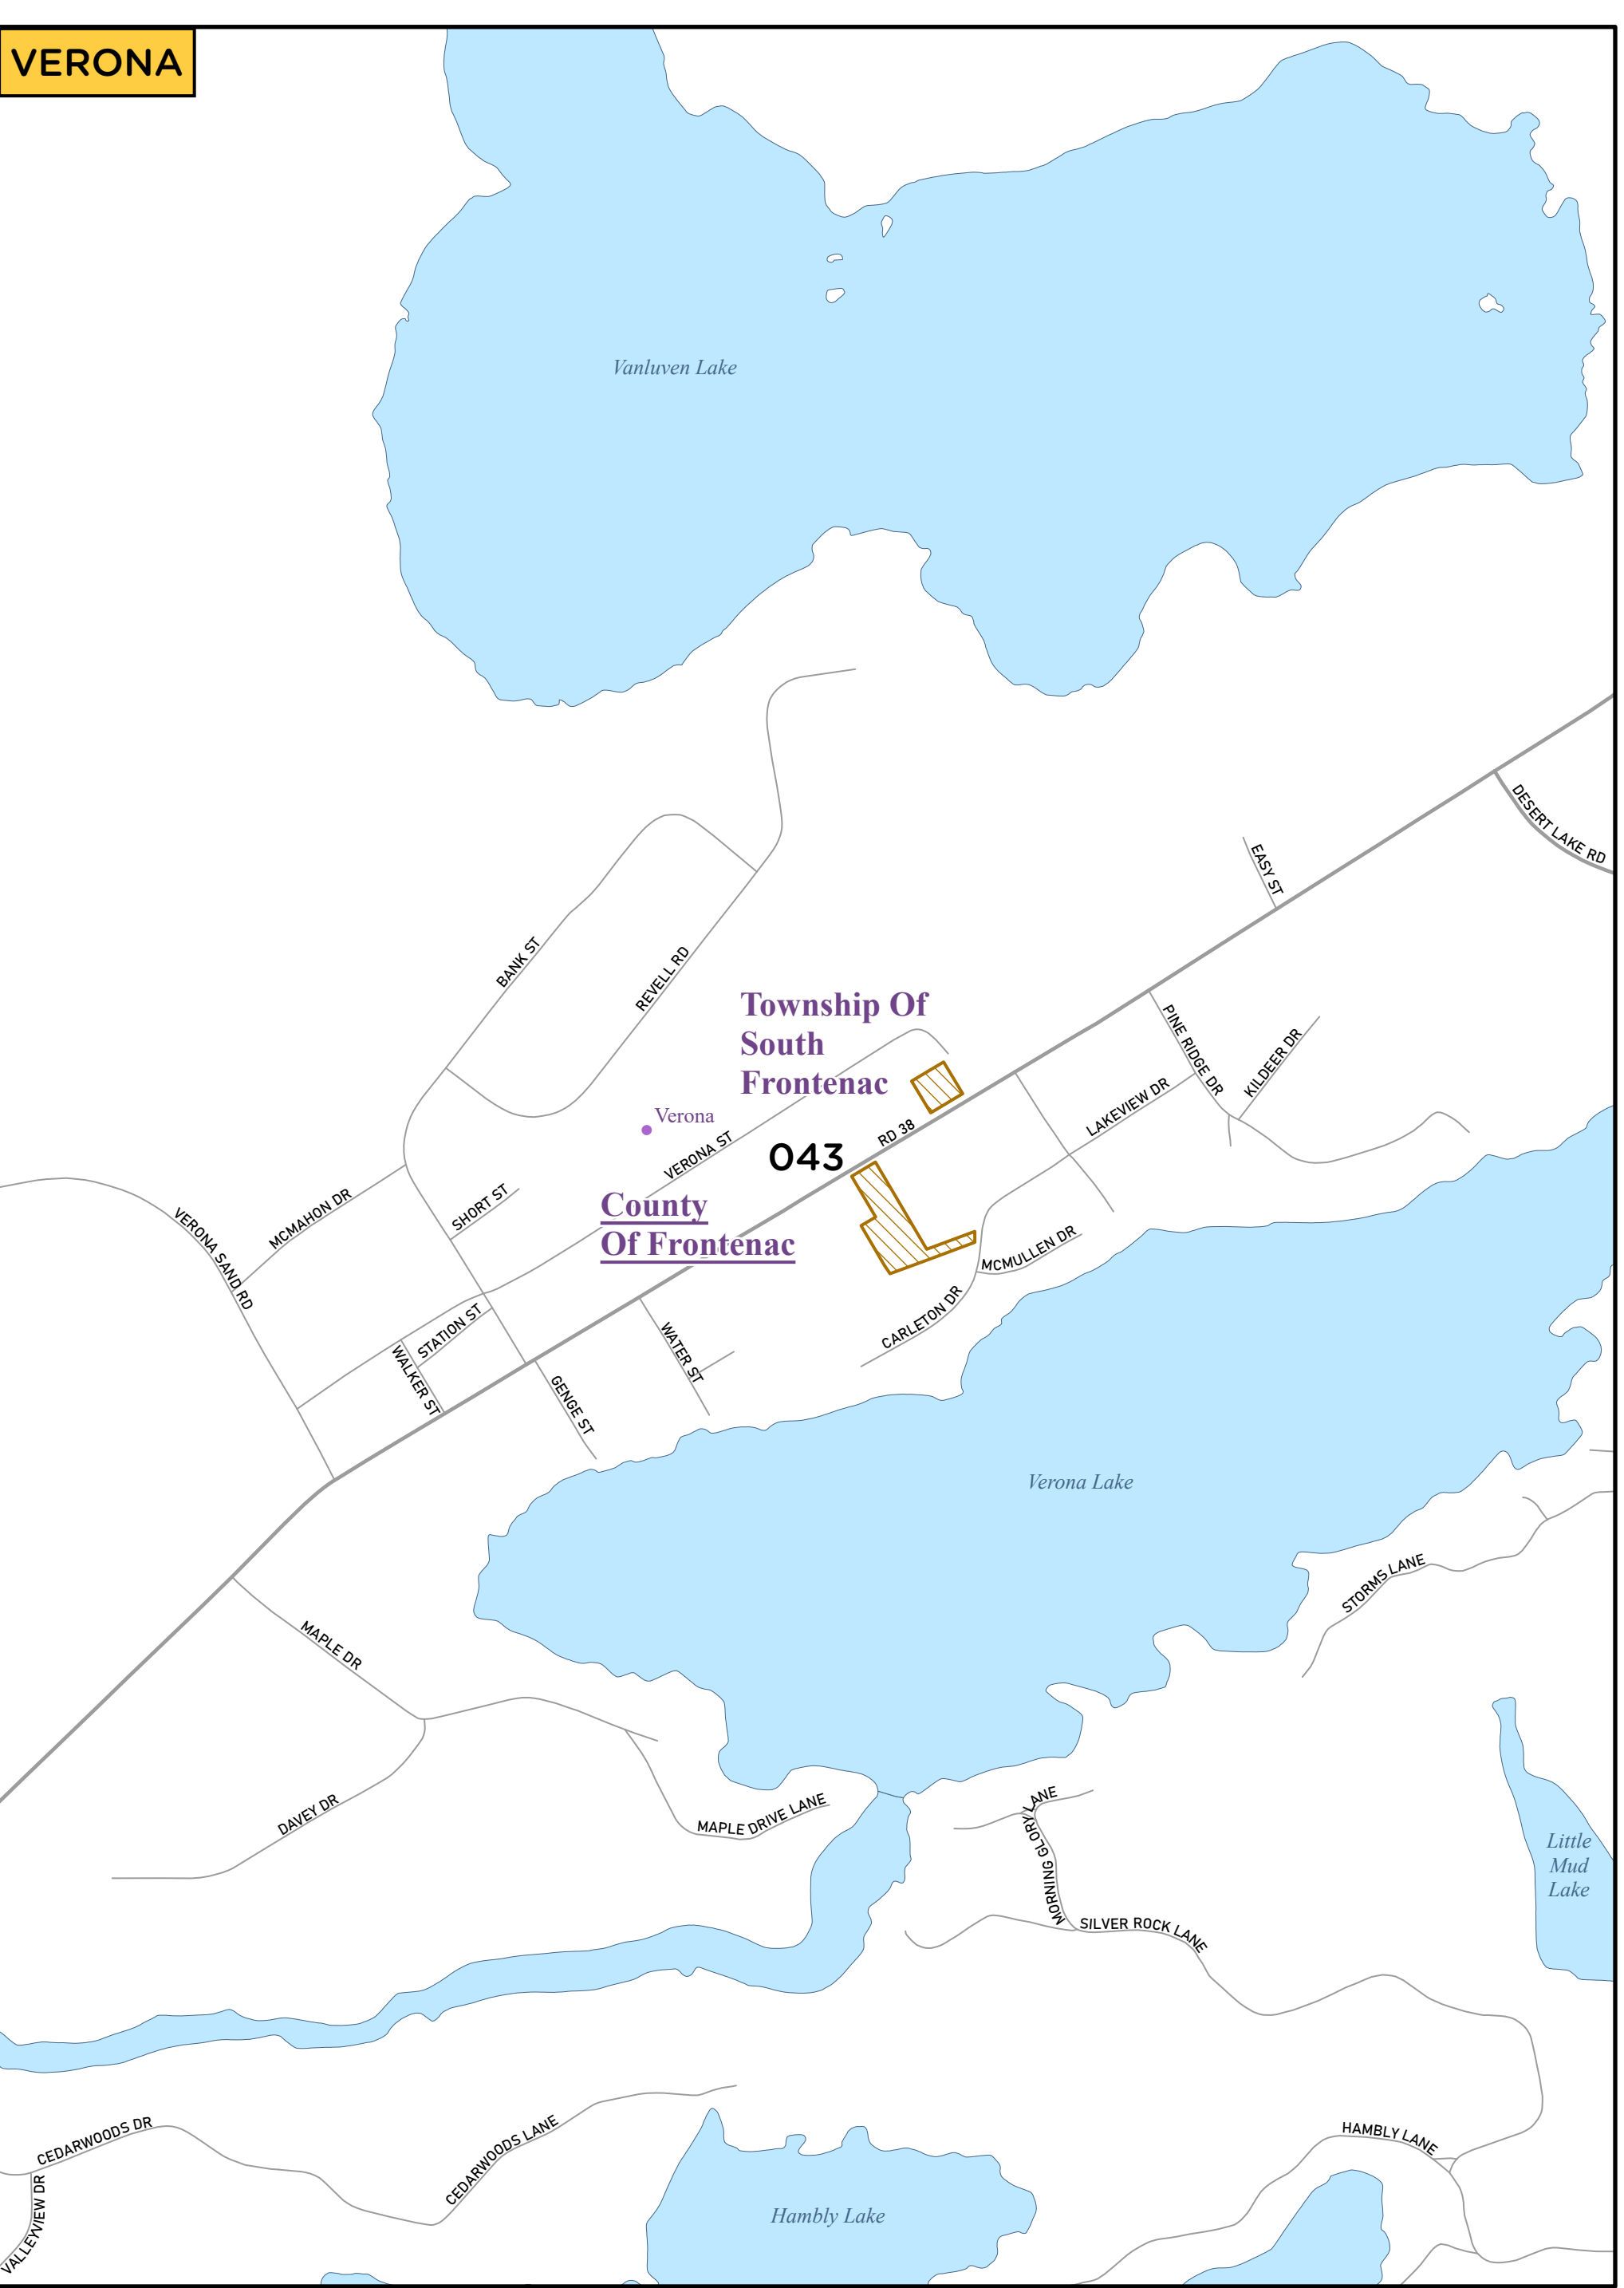 VERONA
Vanluven Lake
DESERT LAKE RD
EASY ST
BANK ST
REVELL RD
Township Of
South
Frontenac
PINE RIDGE DR
KILDEER DR
LAKEVIEW DR
Verona
RD 38
VERONA ST
043
MCMAHON DR
SHORT ST
VERONA SAND RD
County
Of Frontenac
MCMULLEN DR
CARLETON DR
STATION ST
WALKER ST
WATER ST
GENGE ST
Verona Lake
STORMS LANE
MAPLE DR
DAVEY DR
MAPLE DRIVE LANE
MORNING GLORY LANE
Little
Mud
Lake
SILVER ROCK LANE
CEDARWOODS DR
CEDARWOODS LANE
HAMBLY LANE
VALLEYVIEW DR
Hambly Lake